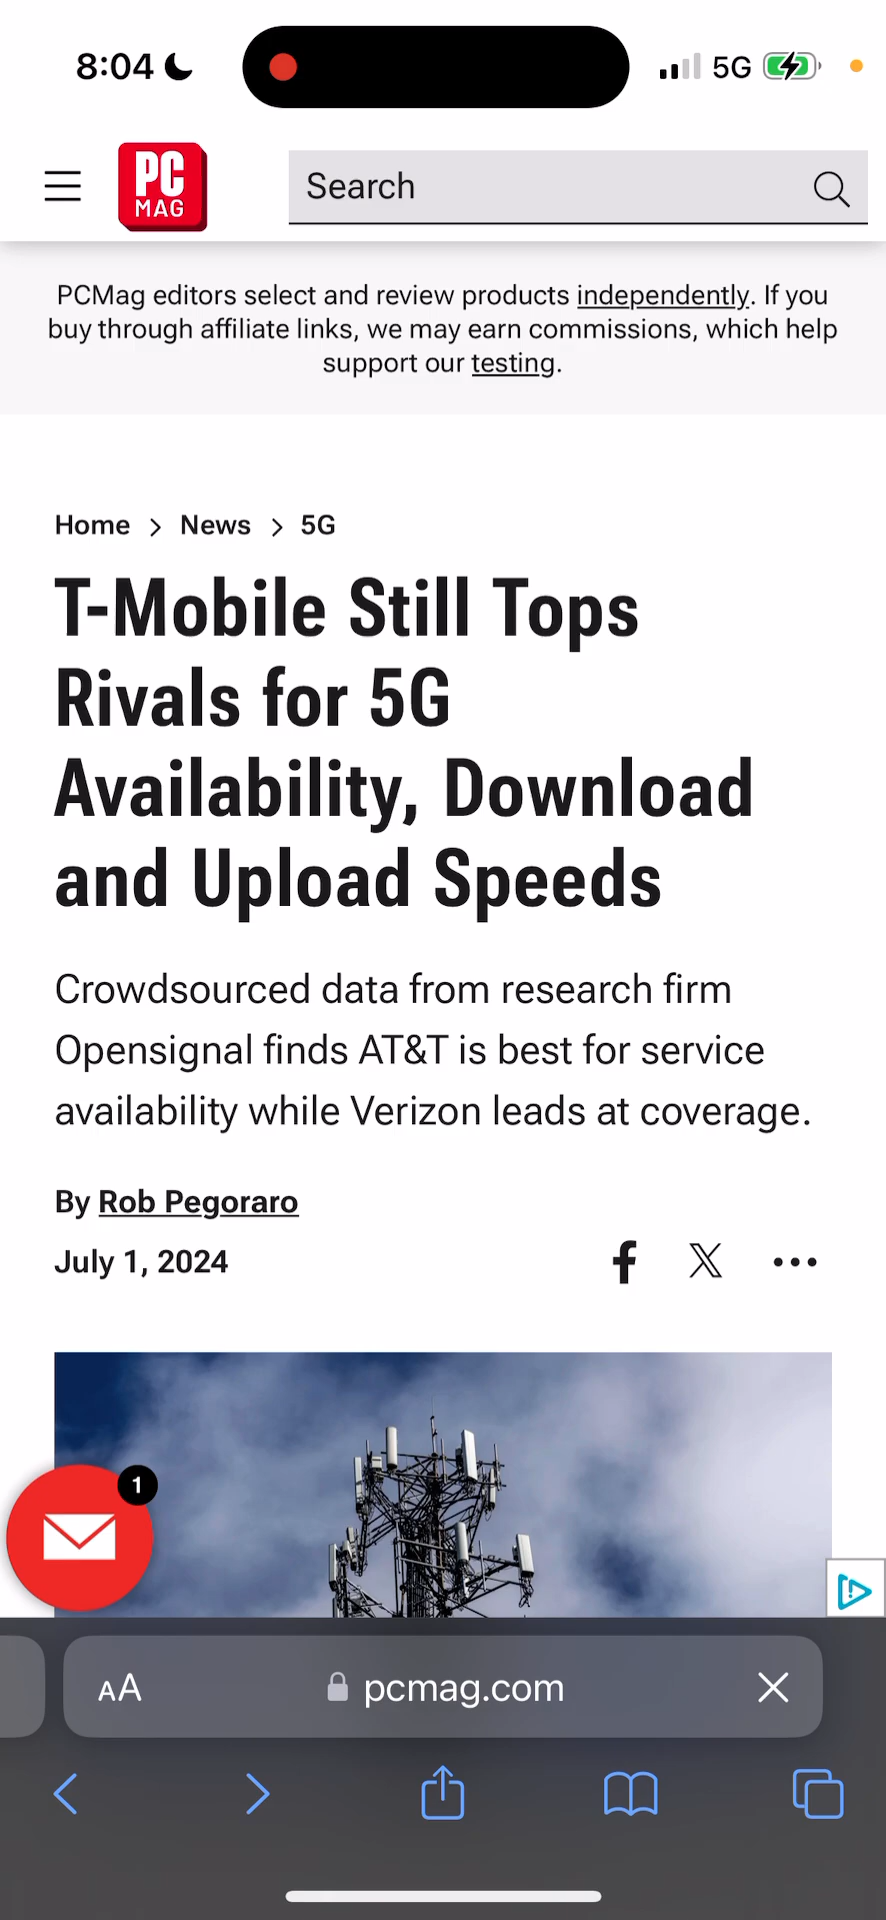 8:04
5G
PC
MAG
Search
PCMag editors select and review products independently. If you
buy through affiliate links, we may earn commissions, which help
support our testing.
Home > News > 5G
T-Mobile Still Tops
Rivals for 5G
Availability, Download
and Upload Speeds
Crowdsourced data from research firm
Opensignal finds AT&T is best for service
availability while Verizon leads at coverage.
By Rob Pegoraro
July 1, 2024
1
AA
pcmag.com